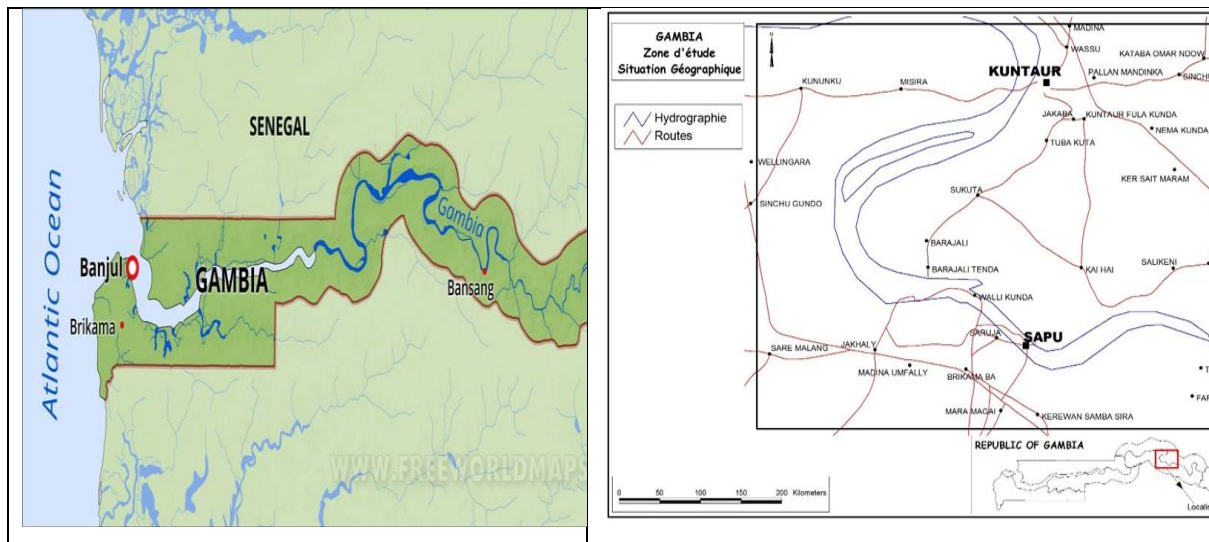 SENEGAL
Atlantic Ocean
Gambia
Banjul
GAMBIA
Bansang
Brikama
WWW.FREEWORLDMAPS
GAMBIA
Zone d'étude
Situation Géographique
N
Hydrographie
Routes
MADINA
WASSU
KATABA OMAR NDOW
KUNTAUR
PALLAN MANDINKA
SINCHU
KUNUNKU
MISIRA
JAKABA
KUNTAUR FULA KUNDA
NEMA KUNDA
TUBA KUTA
WELLINGARA
KER SAIT MARAM
SUKUTA
SINCHU GUNDO
BARAJALI
BARAJALI TENDA
KAI HAI
SALIKENI
WALLI KUNDA
SARUJA
SAPU
SARE MALANG
JAKHALY
MADINA UMFALLY
BRIKAMA BA
T
FAR
MARA MAGAI
KEREWAN SAMBA SIRA
REPUBLIC OF GAMBIA
0 50 100 150 200 Kilometers
Locali